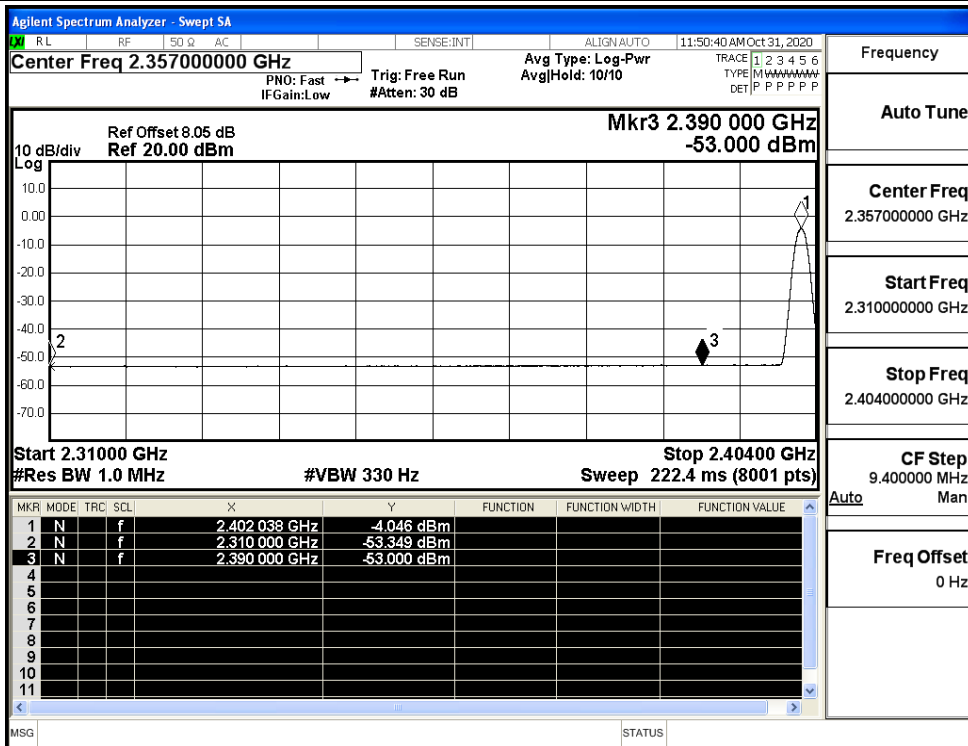 Agilent Spectrum Analyzer - Swept SA
LXI RL RF 50 Ω AC SENSE:INT ALIGN AUTO 11:50:40 AM Oct 31, 2020
Center Freq 2.357000000 GHz
PNO: Fast
IFGain:Low
Trig: Free Run
#Atten: 30 dB
Avg Type: Log-Pwr
Avg|Hold: 10/10
TRACE 1 2 3 4 5 6
TYPE M W W W W W
DET P P P P P P
Ref Offset 8.05 dB
10 dB/div Ref 20.00 dBm
Log
Mkr3 2.390 000 GHz
-53.000 dBm
10.0
0.00
-10.0
-20.0
-30.0
-40.0
-50.0
-60.0
-70.0
1
2
3
Start 2.31000 GHz Stop 2.40400 GHz
#Res BW 1.0 MHz #VBW 330 Hz Sweep 222.4 ms (8001 pts)
MKR MODE TRC SCL X Y FUNCTION FUNCTION WIDTH FUNCTION VALUE
1 N f 2.402 038 GHz -4.046 dBm
2 N f 2.310 000 GHz -53.349 dBm
3 N f 2.390 000 GHz -53.000 dBm
4
5
6
7
8
9
10
11
MSG STATUS
Frequency
Auto Tune
Center Freq
2.357000000 GHz
Start Freq
2.310000000 GHz
Stop Freq
2.404000000 GHz
CF Step
9.400000 MHz
Auto Man
Freq Offset
0 Hz